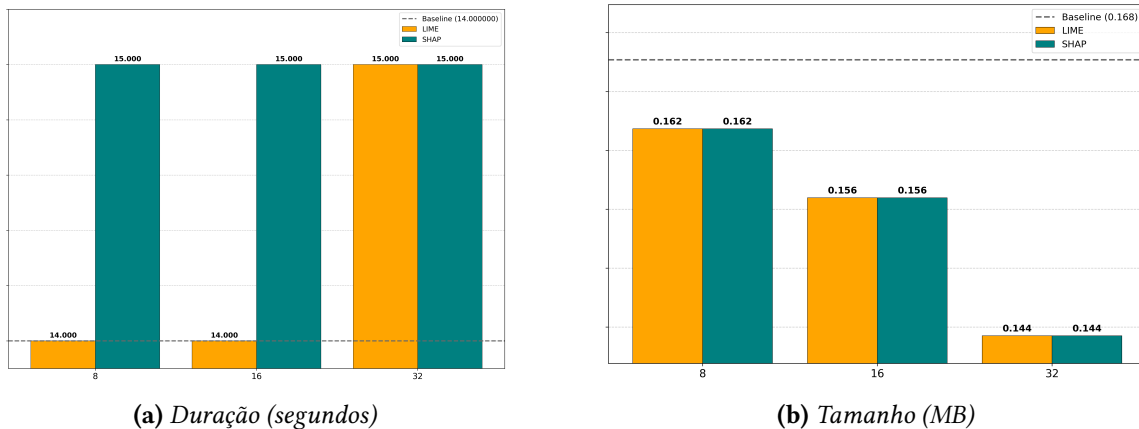 Baseline (14.000000)
LIME
SHAP
15.000
15.000
15.000
15.000
14.000
14.000
8
16
32
(a) Duração (segundos)
Baseline (0.168)
LIME
SHAP
0.162
0.162
0.156
0.156
0.144
0.144
8
16
32
(b) Tamanho (MB)